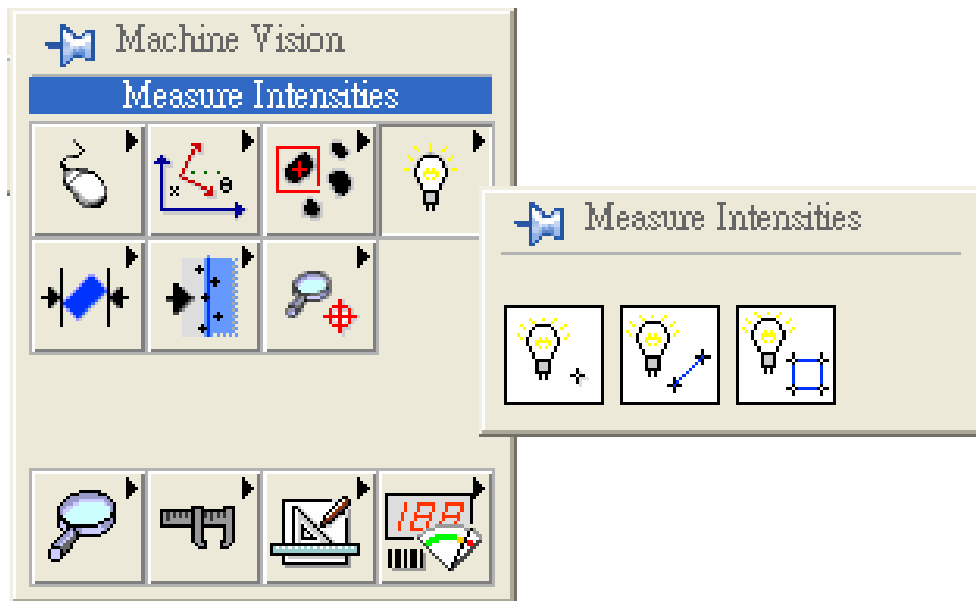 Machine Vision
Measure Intensities
x θ
Measure Intensities
188